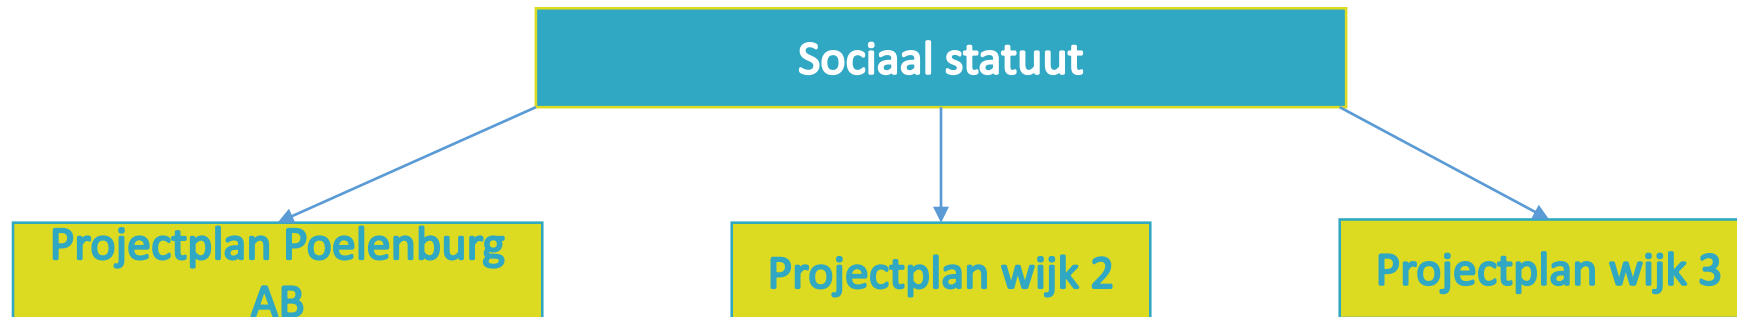 Sociaal statuut
Projectplan Poelenburg
AB
Projectplan wijk 2
Projectplan wijk 3